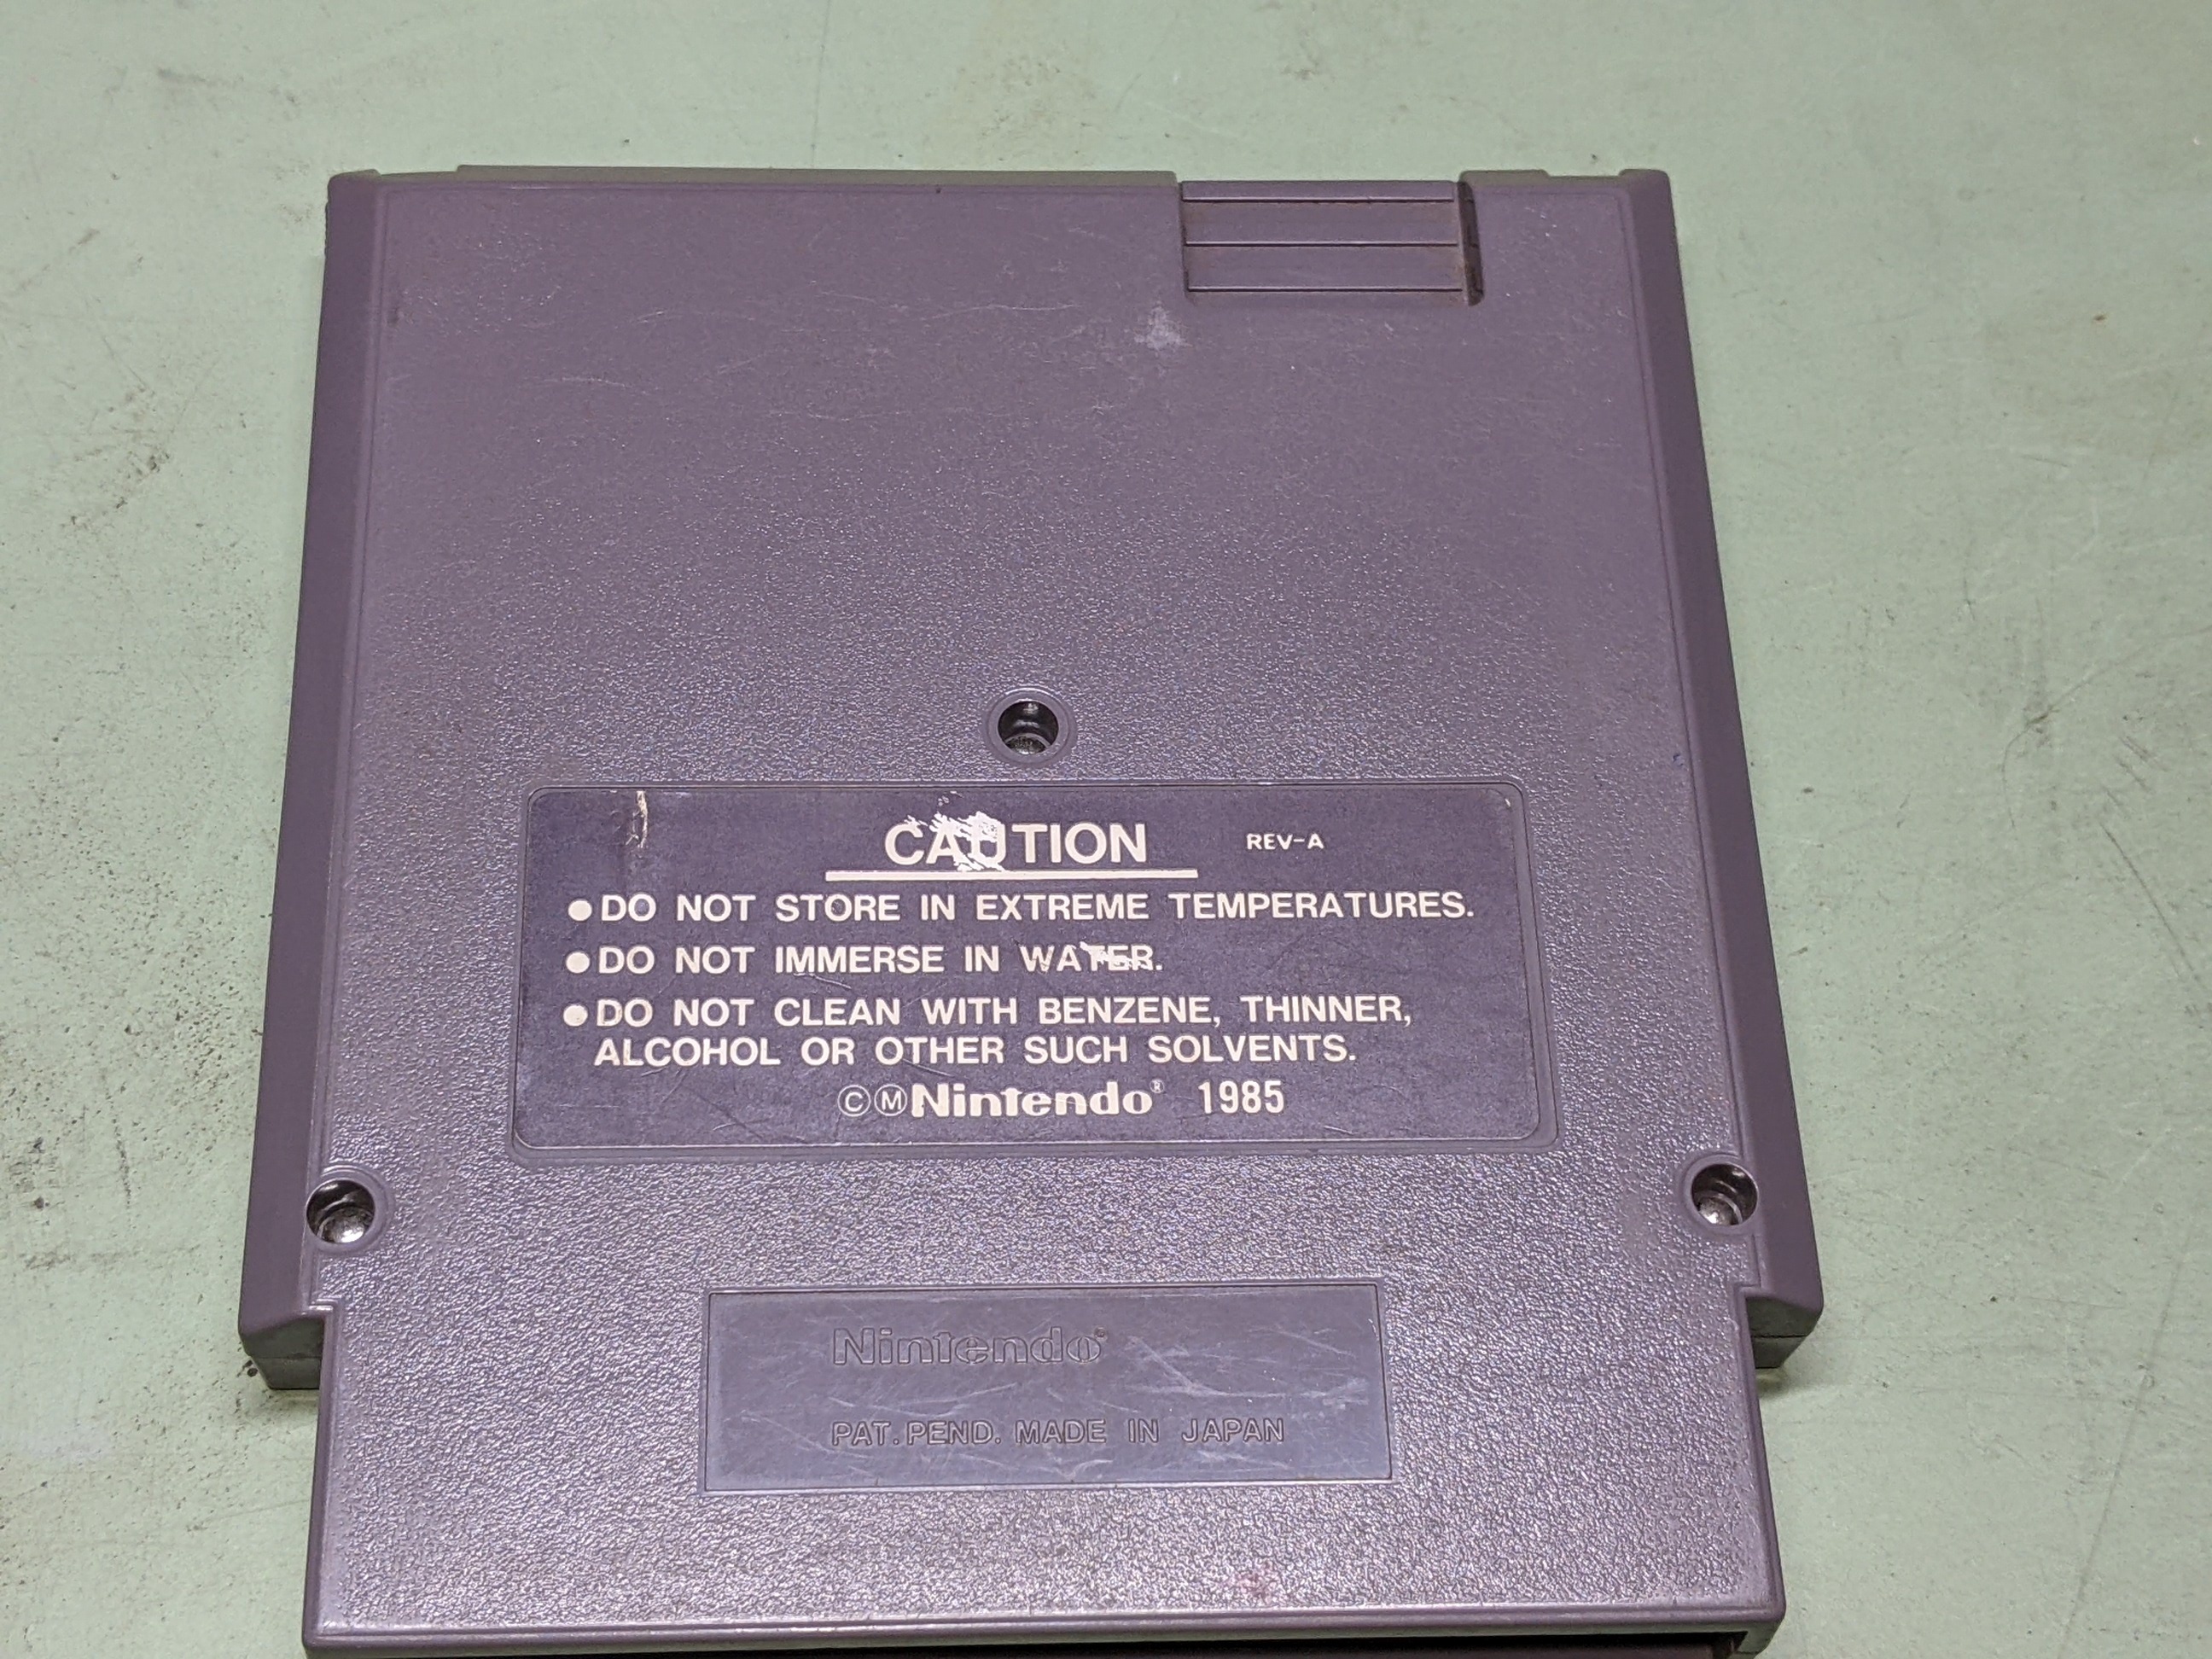 CAUTION REV-A
●DO NOT STORE IN EXTREME TEMPERATURES.
●DO NOT IMMERSE IN WATER.
●DO NOT CLEAN WITH BENZENE, THINNER,
ALCOHOL OR OTHER SUCH SOLVENTS.
©ⓂNintendo® 1985
Nintendo®
PAT. PEND. MADE IN JAPAN